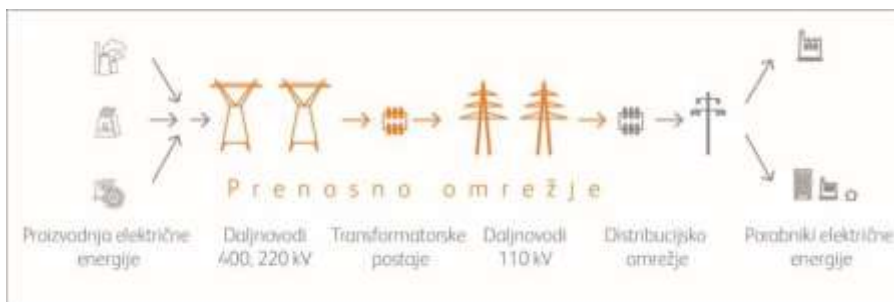 Prenosno omrežje
Proizvodnja električne
energije
Daljnovodi
400, 220 kV
Transformatorske
postaje
Daljnovodi
110 kV
Distribucijsko
omrežje
Porabniki električne
energije